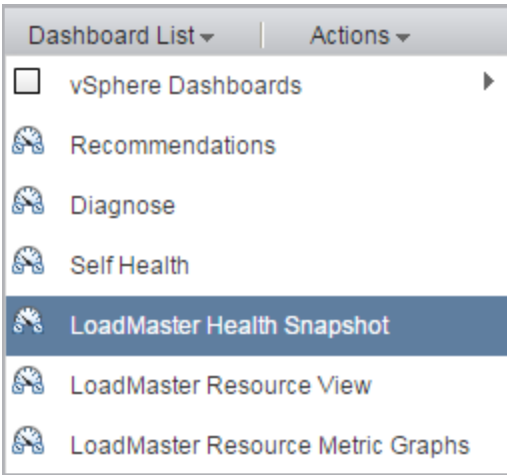 Dashboard List Actions
vSphere Dashboards
Recommendations
Diagnose
Self Health
LoadMaster Health Snapshot
LoadMaster Resource View
LoadMaster Resource Metric Graphs